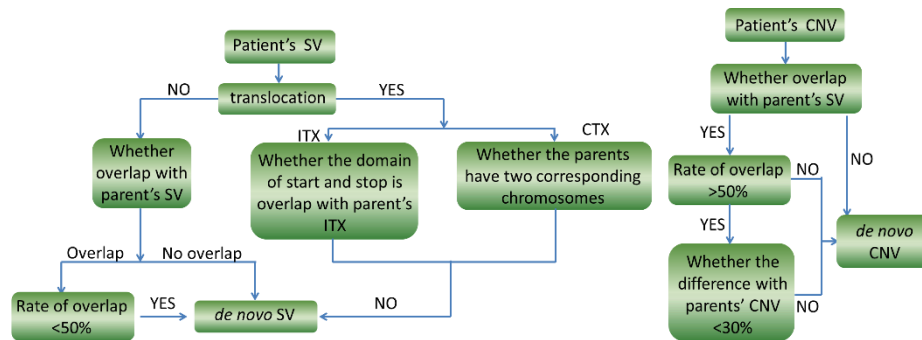 Patient's SV
translocation
NO
YES
ITX
CTX
Whether
overlap with
parent's SV
Whether the domain
of start and stop is
overlap with parent's
ITX
Whether the parents
have two corresponding
chromosomes
Overlap
No overlap
Rate of overlap
<50%
YES
de novo SV
NO
Patient's CNV
Whether overlap
with parent's SV
YES
NO
Rate of overlap
>50%
NO
YES
de novo
CNV
Whether the
difference with
parents' CNV
<30%
NO